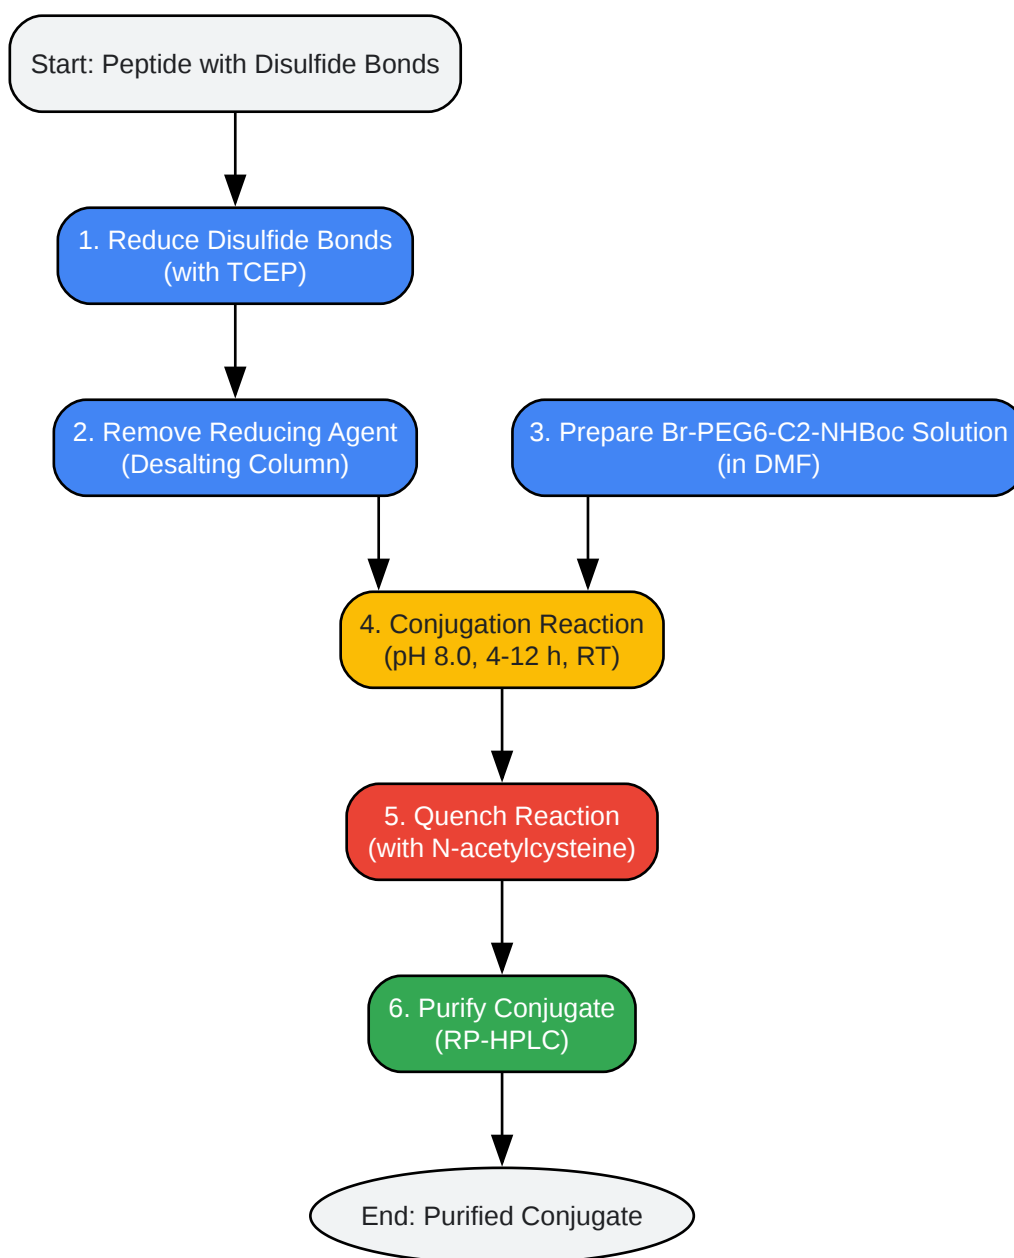 Start: Peptide with Disulfide Bonds
1. Reduce Disulfide Bonds
(with TCEP)
2. Remove Reducing Agent
(Desalting Column)
3. Prepare Br-PEG6-C2-NHBoc Solution
(in DMF)
4. Conjugation Reaction
(pH 8.0, 4-12 h, RT)
5. Quench Reaction
(with N-acetylcysteine)
6. Purify Conjugate
(RP-HPLC)
End: Purified Conjugate